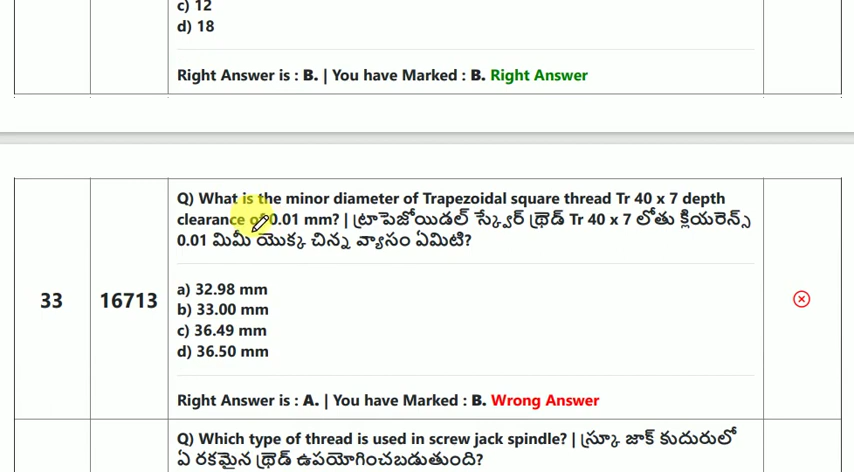 c) 12
d) 18
Right Answer is : B. | You have Marked : B. Right Answer
33
16713
Q) What is the minor diameter of Trapezoidal square thread Tr 40 x 7 depth
clearance of 0.01 mm? | ట్రాపెజోయిడల్ స్క్వేర్ థ్రెడ్ Tr 40 x 7 లోతు క్లియరెన్స్
0.01 మిమీ యొక్క చిన్న వ్యాసం ఏమిటి?
a) 32.98 mm
b) 33.00 mm
c) 36.49 mm
d) 36.50 mm
Right Answer is : A. | You have Marked : B. Wrong Answer
Q) Which type of thread is used in screw jack spindle? | స్క్రూ జాక్ కుదురులో
ఏ రకమైన థ్రెడ్ ఉపయోగించబడుతుంది?